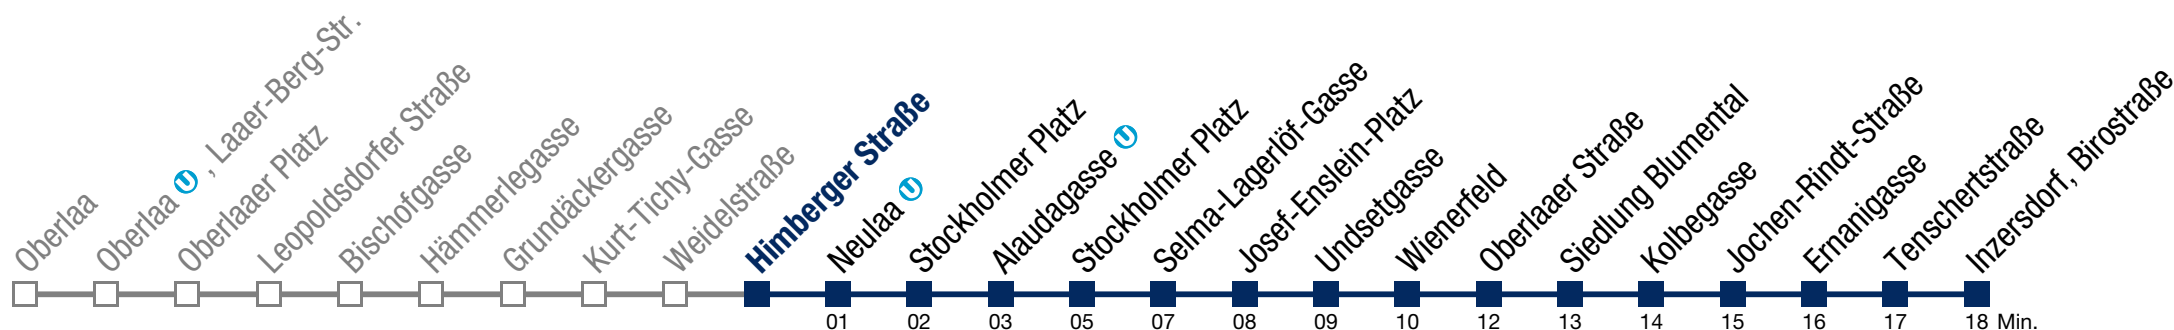 Oberlaa
Oberlaa U, Laaer-Berg-Str.
Oberlaaer Platz
Leopoldsdorfer Straße
Bischofgasse
Hämmerlegasse
Grundäckergasse
Kurt-Tichy-Gasse
Weidelstraße
Himberger Straße
Neulaa U
Stockholmer Platz
Alaudagasse U
Stockholmer Platz
Selma-Lagerlöf-Gasse
Josef-Enslein-Platz
Undsetgasse
Wienerfeld
Oberlaaer Straße
Siedlung Blumental
Kolbegasse
Jochen-Rindt-Straße
Ernanigasse
Tenschertstraße
Inzersdorf, Birostraße
01 02 03 05 07 08 09 10 12 13 14 15 16 17 18 Min.